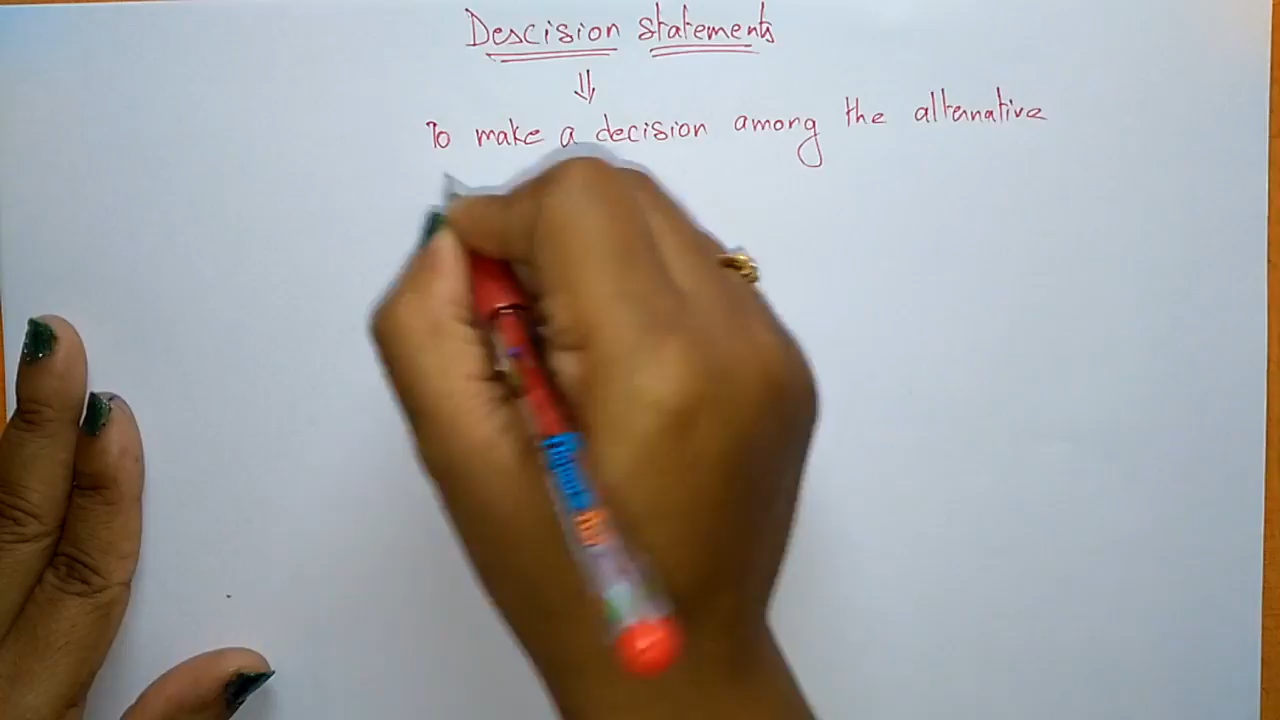 Descision statements
To make a decision among the alternative